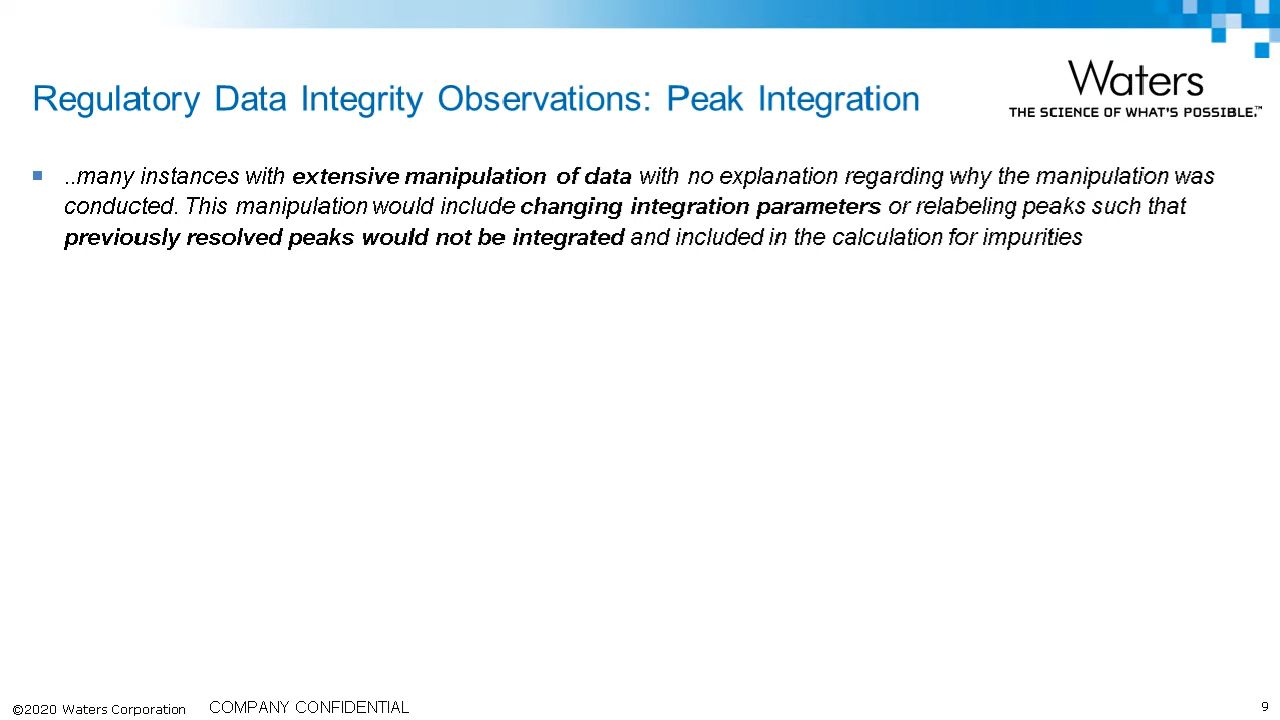 Regulatory Data Integrity Observations: Peak Integration
Waters
THE SCIENCE OF WHAT'S POSSIBLE.™
■ ..many instances with extensive manipulation of data with no explanation regarding why the manipulation was
conducted. This manipulation would include changing integration parameters or relabeling peaks such that
previously resolved peaks would not be integrated and included in the calculation for impurities
©2020 Waters Corporation COMPANY CONFIDENTIAL 9